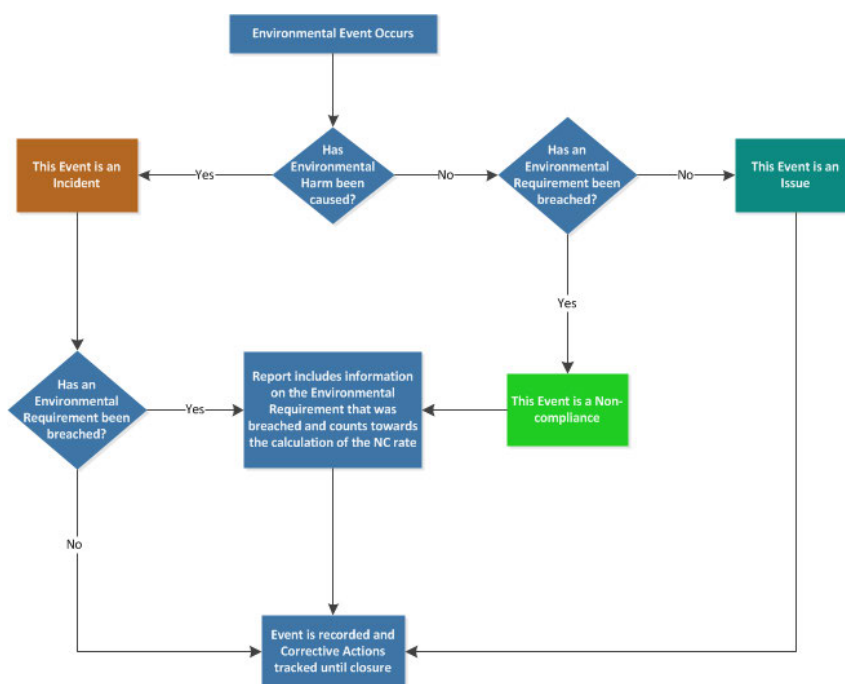 Environmental Event Occurs
Has
Environmental
Harm been
caused?
Yes
No
This Event is an
Incident
Has an
Environmental
Requirement been
breached?
No
This Event is an
Issue
Yes
This Event is a Non-
compliance
Has an
Environmental
Requirement been
breached?
Yes
No
Report includes information
on the Environmental
Requirement that was
breached and counts towards
the calculation of the NC rate
Event is recorded and
Corrective Actions
tracked until closure